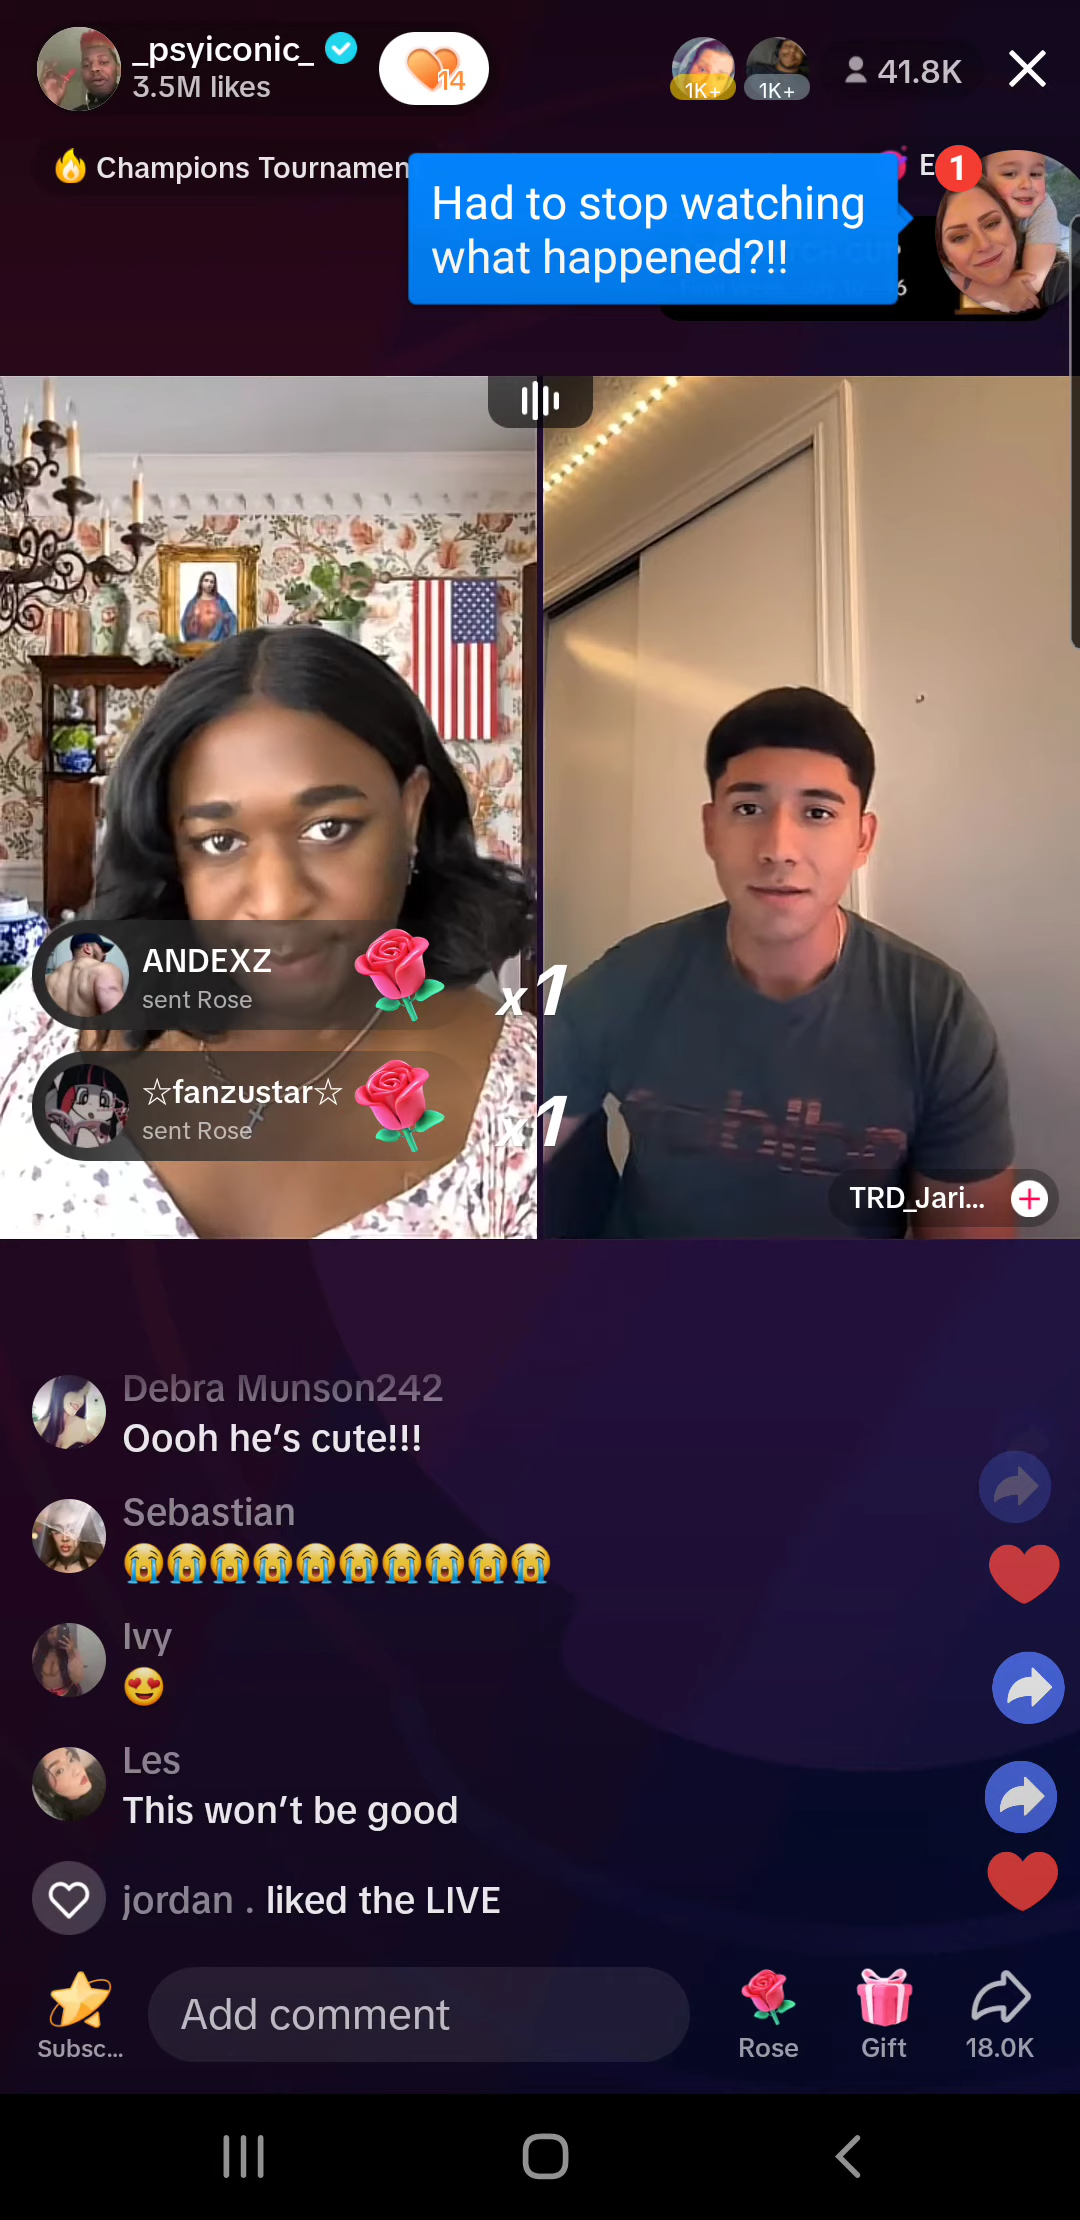 _psyiconic_
3.5M likes
14
1K+
1K+
41.8K
🔥 Champions Tournamen
E
1
Had to stop watching
what happened?!!
6
ANDEXZ
sent Rose
x1
☆fanzustar☆
sent Rose
x1
TRD_Jari...
Debra Munson242
Oooh he's cute!!!
Sebastian
😭😭😭😭😭😭😭😭😭😭
Ivy
😍
Les
This won't be good
jordan . liked the LIVE
Subsc...
Add comment
Rose
Gift
18.0K